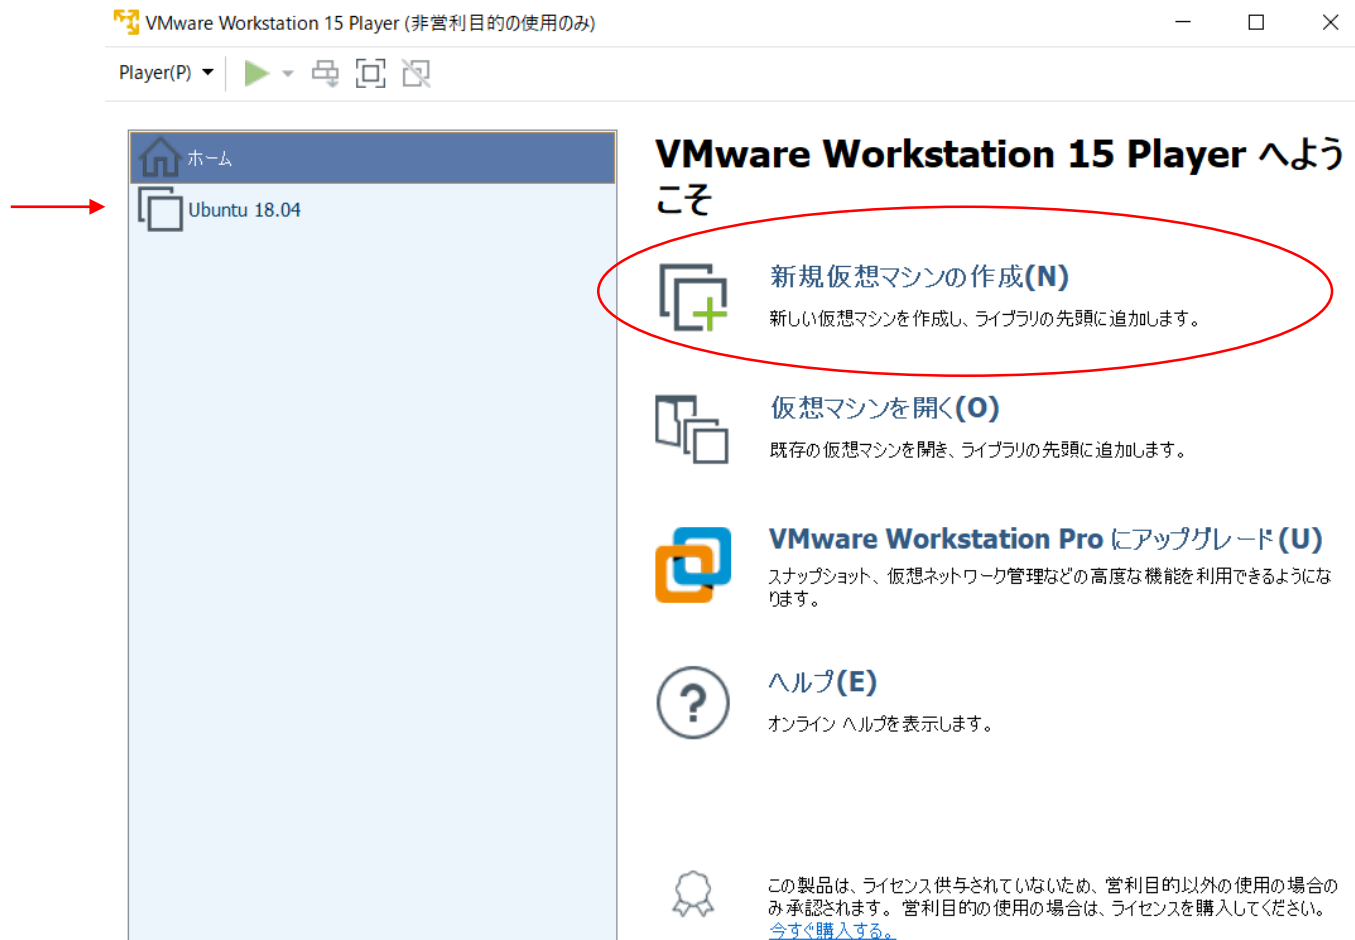 VMware Workstation 15 Player (非営利目的の使用のみ)
Player(P)
ホーム
Ubuntu 18.04
VMware Workstation 15 Player へよう
こそ
新規仮想マシンの作成(N)
新しい仮想マシンを作成し、ライブラリの先頭に追加します。
仮想マシンを開く(O)
既存の仮想マシンを開き、ライブラリの先頭に追加します。
VMware Workstation Pro にアップグレード(U)
スナップショット、仮想ネットワーク管理などの高度な機能を利用できるようにな
ります。
ヘルプ(E)
オンライン ヘルプを表示します。
この製品は、ライセンス供与されていないため、営利目的以外の使用の場合の
み承認されます。営利目的の使用の場合は、ライセンスを購入してください。
今すぐ購入する。